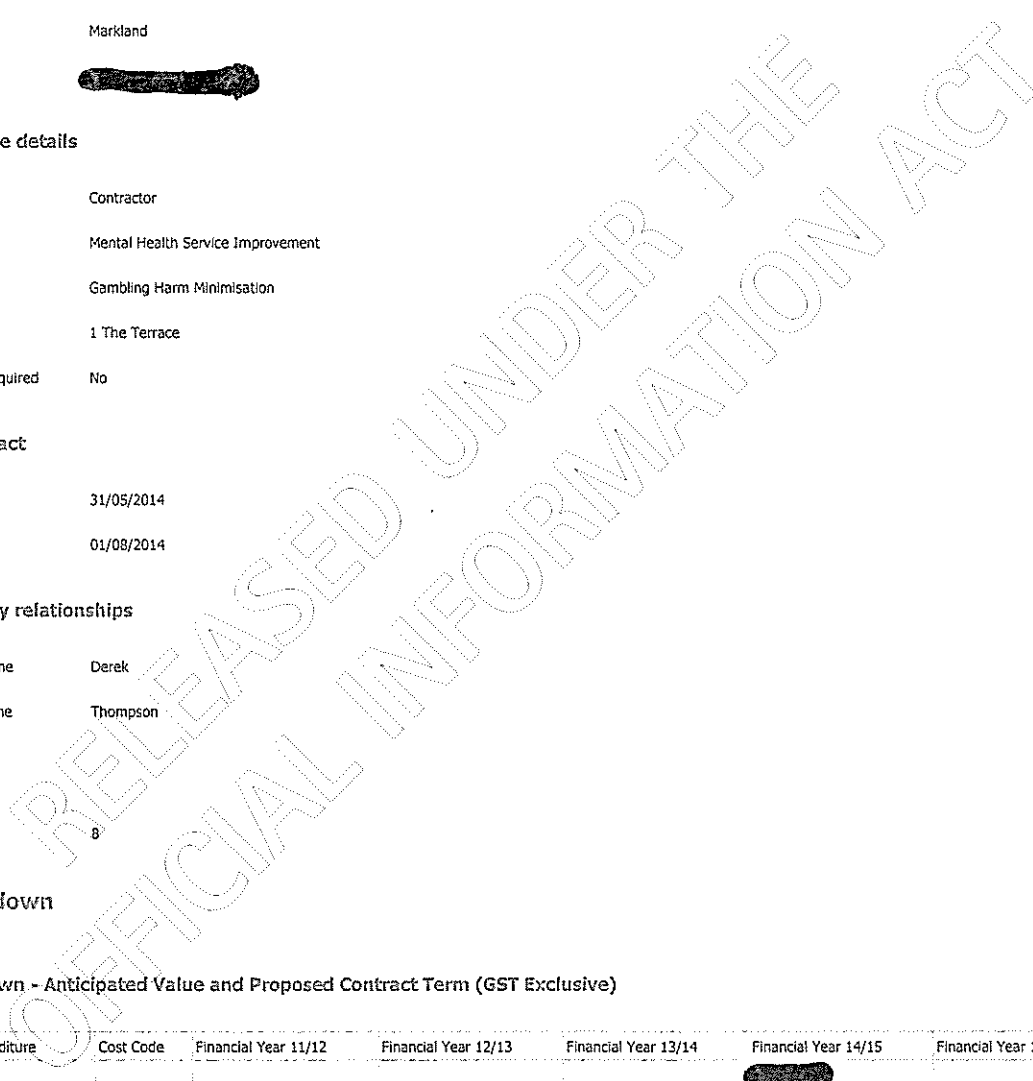 Markland
e details
Contractor
Mental Health Service Improvement
Gambling Harm Minimisation
1 The Terrace
quired No
act
31/05/2014
01/08/2014
y relationships
ne Derek
ne Thompson
8
down
wn - Anticipated Value and Proposed Contract Term (GST Exclusive)
diture Cost Code Financial Year 11/12 Financial Year 12/13 Financial Year 13/14 Financial Year 14/15 Financial Year
RELEASED UNDER THE
OFFICIAL INFORMATION ACT